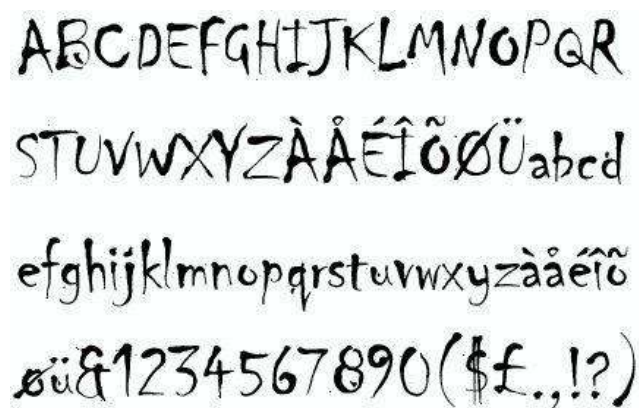 ABCDEFGHIJKLMNOPQR
STUVWXYZÀÅÉÎÕØÜabcd
efghijklmnopqrstuvwxyzàåéîõ
øü&1234567890($£.,!?)